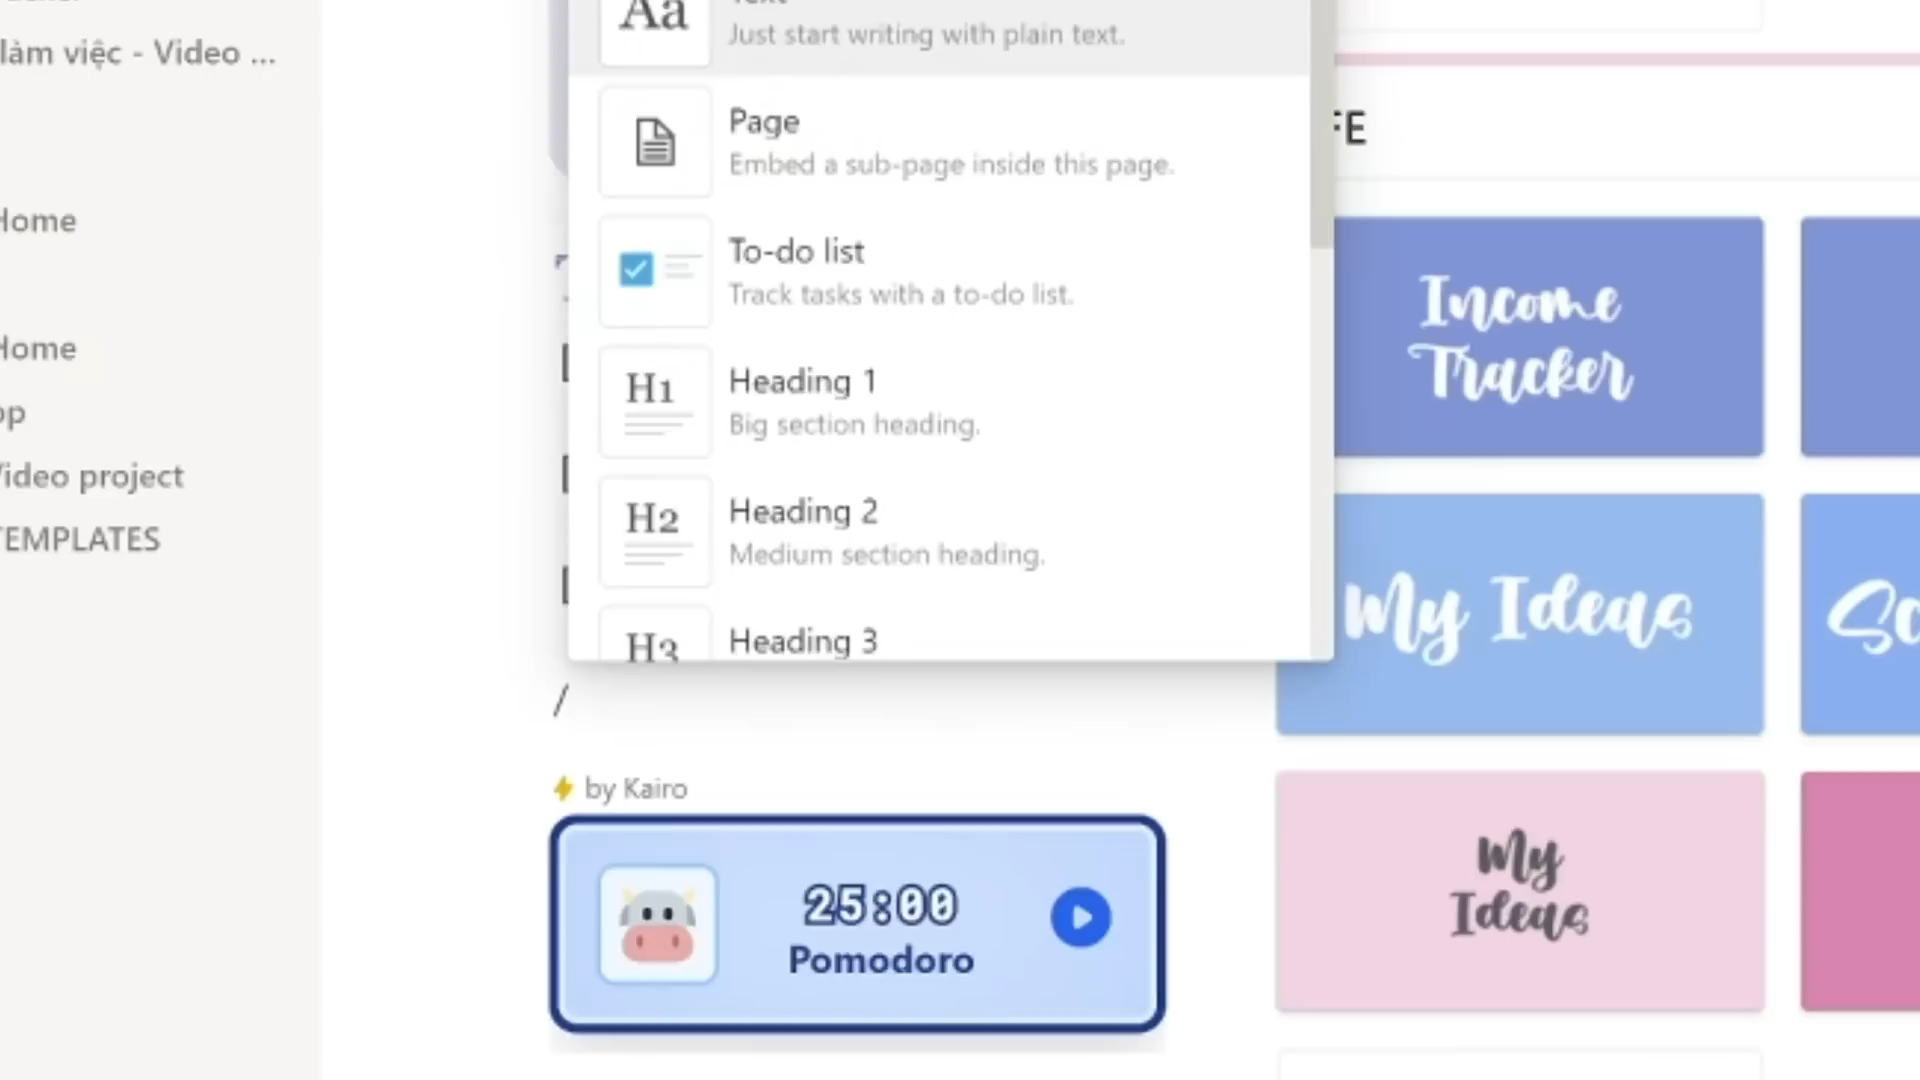 làm việc - Video ...
Home
Home
Video project
TEMPLATES
Aa
Text
Just start writing with plain text.
Page
Embed a sub-page inside this page.
To-do list
Track tasks with a to-do list.
H1
Heading 1
Big section heading.
H2
Heading 2
Medium section heading.
H3
Heading 3
/
by Kairo
25:00
Pomodoro
FE
Income
Tracker
My Ideas
My
Ideas